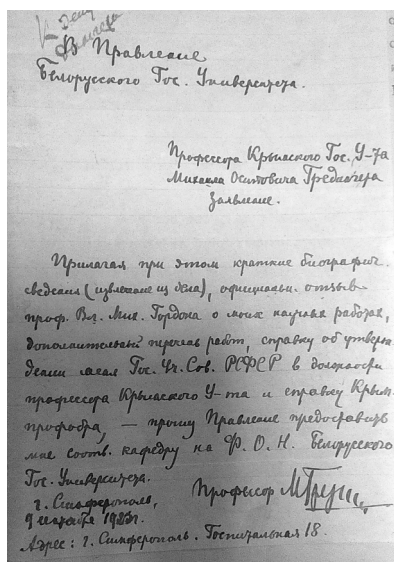 В Правление
Белорусского Гос. Университета.
Профессора Крымского Гос. У-та
Михаила Осиповича Гредингера
Заявление.
Прилагая при этом краткие биографич.
сведения (извлечение из дела), официальн. отзыв
проф. Вл. Мих. Гордона о моих научных работах,
дополнительный перечень работ, справку об утверж
дении меня Гос. Уч. Сов. РСФСР в должности
профессора Крымского У-та и справку Крым-
профобра, — прошу Правление предоставить
мне соотв. кафедру на Ф. О. Н. Белорусского
Гос. Университета.
Профессор
г. Симферополь,
9 1923 г.
Адрес: г. Симферополь. Госпитальная 18.